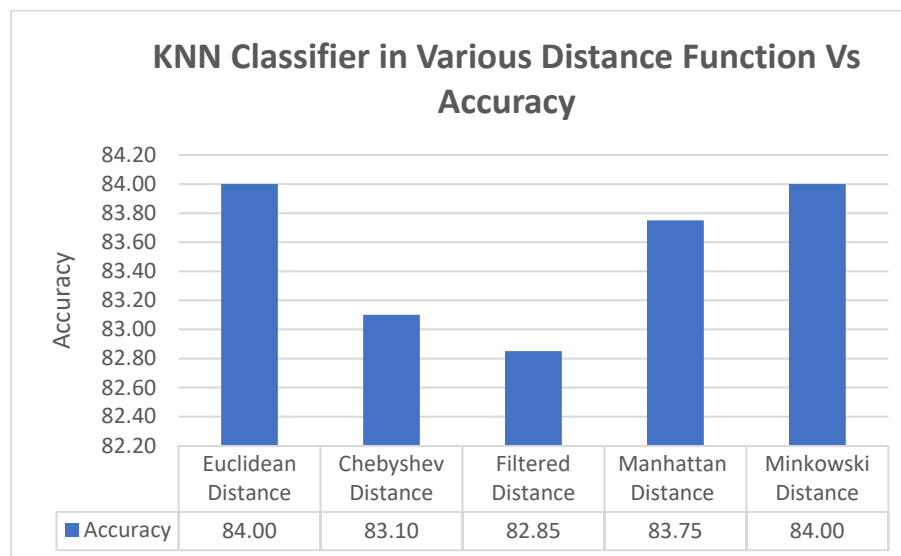 KNN Classifier in Various Distance Function Vs
Accuracy
Accuracy
84.20
84.00
83.80
83.60
83.40
83.20
83.00
82.80
82.60
82.40
82.20
Euclidean Chebyshev Filtered Manhattan Minkowski
Distance Distance Distance Distance Distance
Accuracy 84.00 83.10 82.85 83.75 84.00